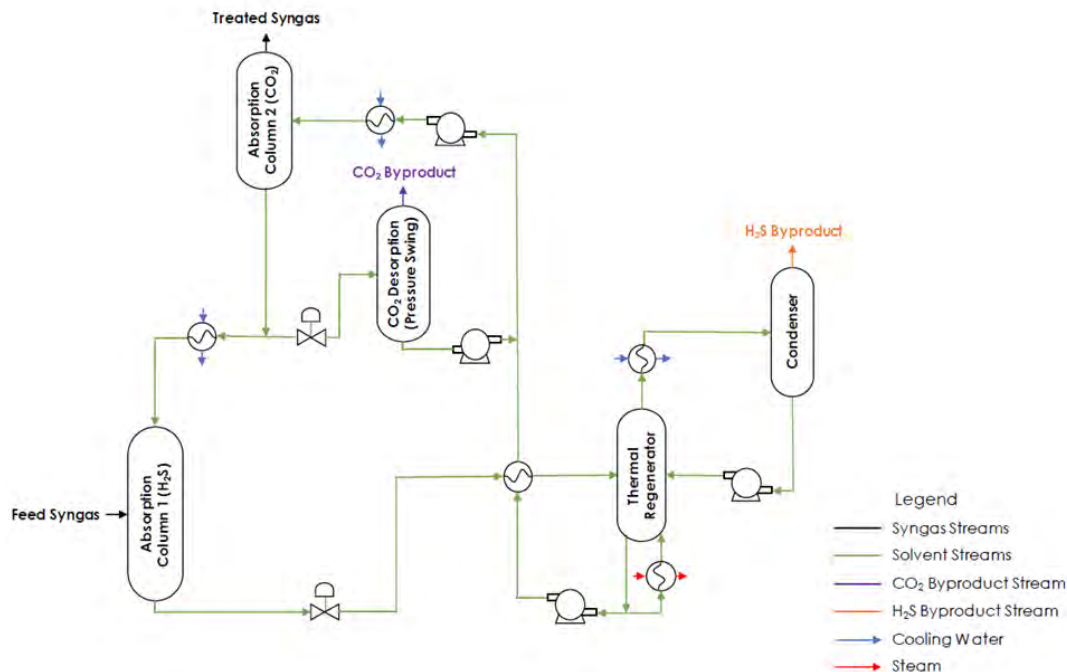 Treated Syngas
Absorption
Column 2 (CO₂)
CO₂ Byproduct
CO₂ Desorption
(Pressure Swing)
H₂S Byproduct
Condenser
Absorption
Column 1 (H₂S)
Feed Syngas
Thermal
Regenerator
Legend
Syngas Streams
Solvent Streams
CO₂ Byproduct Stream
H₂S Byproduct Stream
Cooling Water
Steam